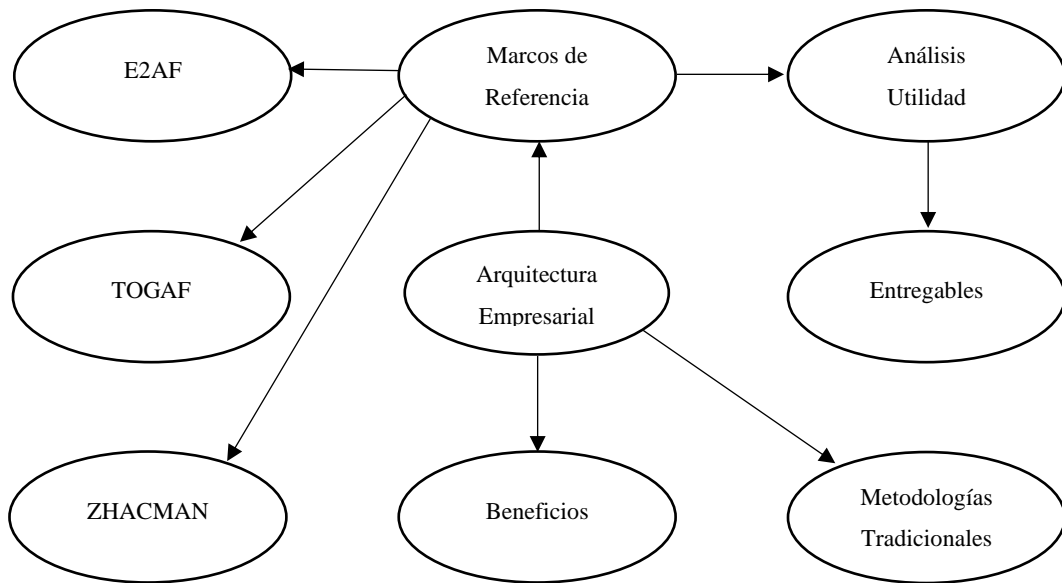 E2AF
Marcos de
Referencia
Análisis
Utilidad
TOGAF
Arquitectura
Empresarial
Entregables
ZHACMAN
Beneficios
Metodologías
Tradicionales